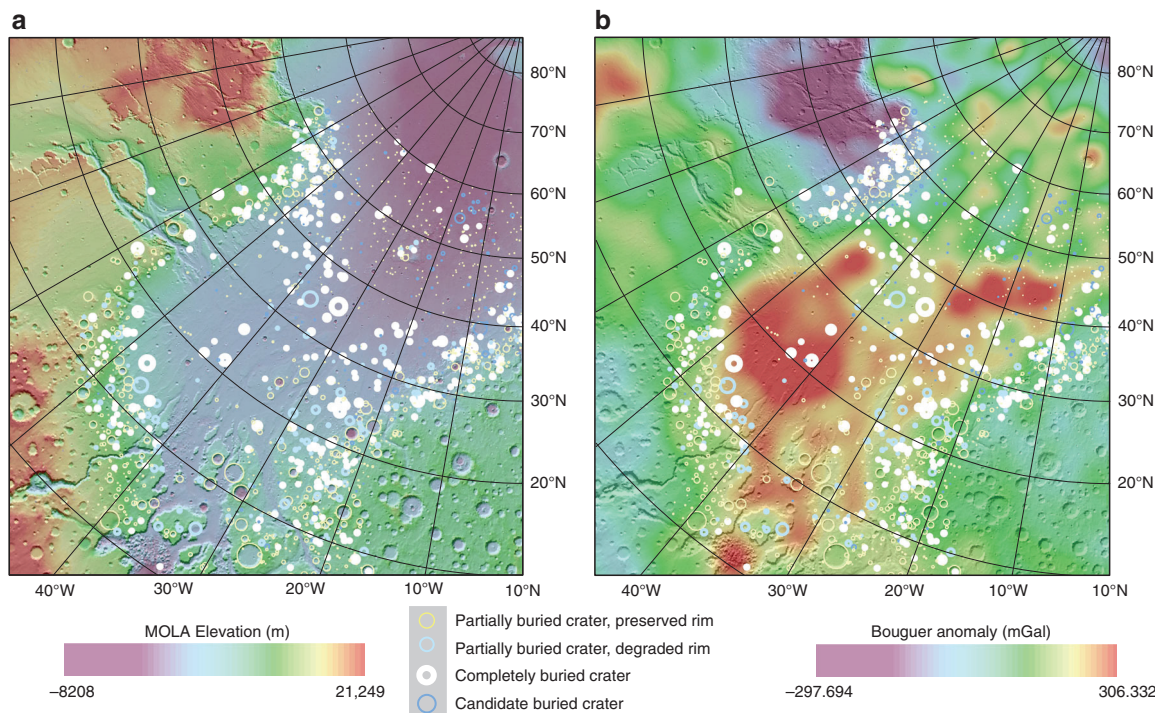 a
80°N
70°N
60°N
50°N
40°N
30°N
20°N
40°W
30°W
20°W
10°W
10°N
b
80°N
70°N
60°N
50°N
40°N
30°N
20°N
40°W
30°W
20°W
10°W
10°N
MOLA Elevation (m)
–8208
21,249
Partially buried crater, preserved rim
Partially buried crater, degraded rim
Completely buried crater
Candidate buried crater
Bouguer anomaly (mGal)
–297.694
306.332